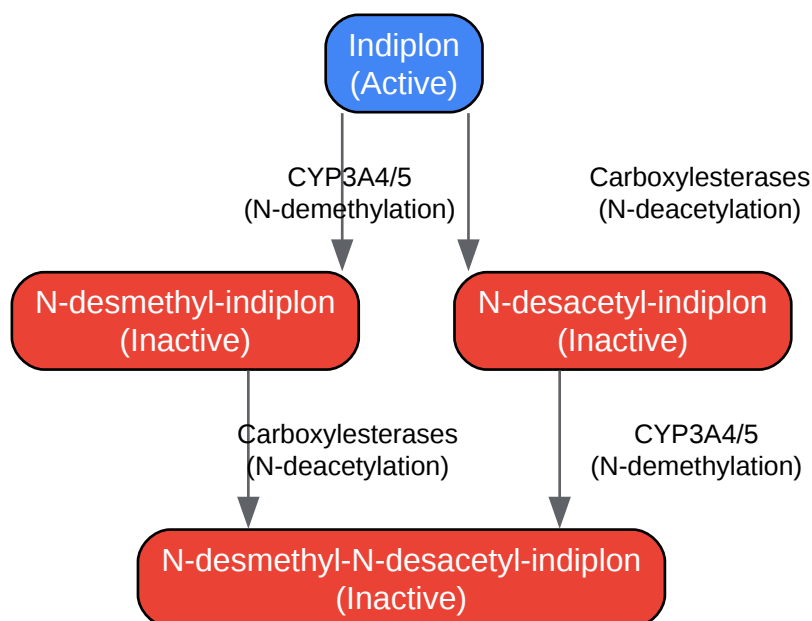 Indiplon
(Active)
CYP3A4/5
(N-demethylation)
Carboxylesterases
(N-deacetylation)
N-desmethyl-indiplon
(Inactive)
N-desacetyl-indiplon
(Inactive)
Carboxylesterases
(N-deacetylation)
CYP3A4/5
(N-demethylation)
N-desmethyl-N-desacetyl-indiplon
(Inactive)